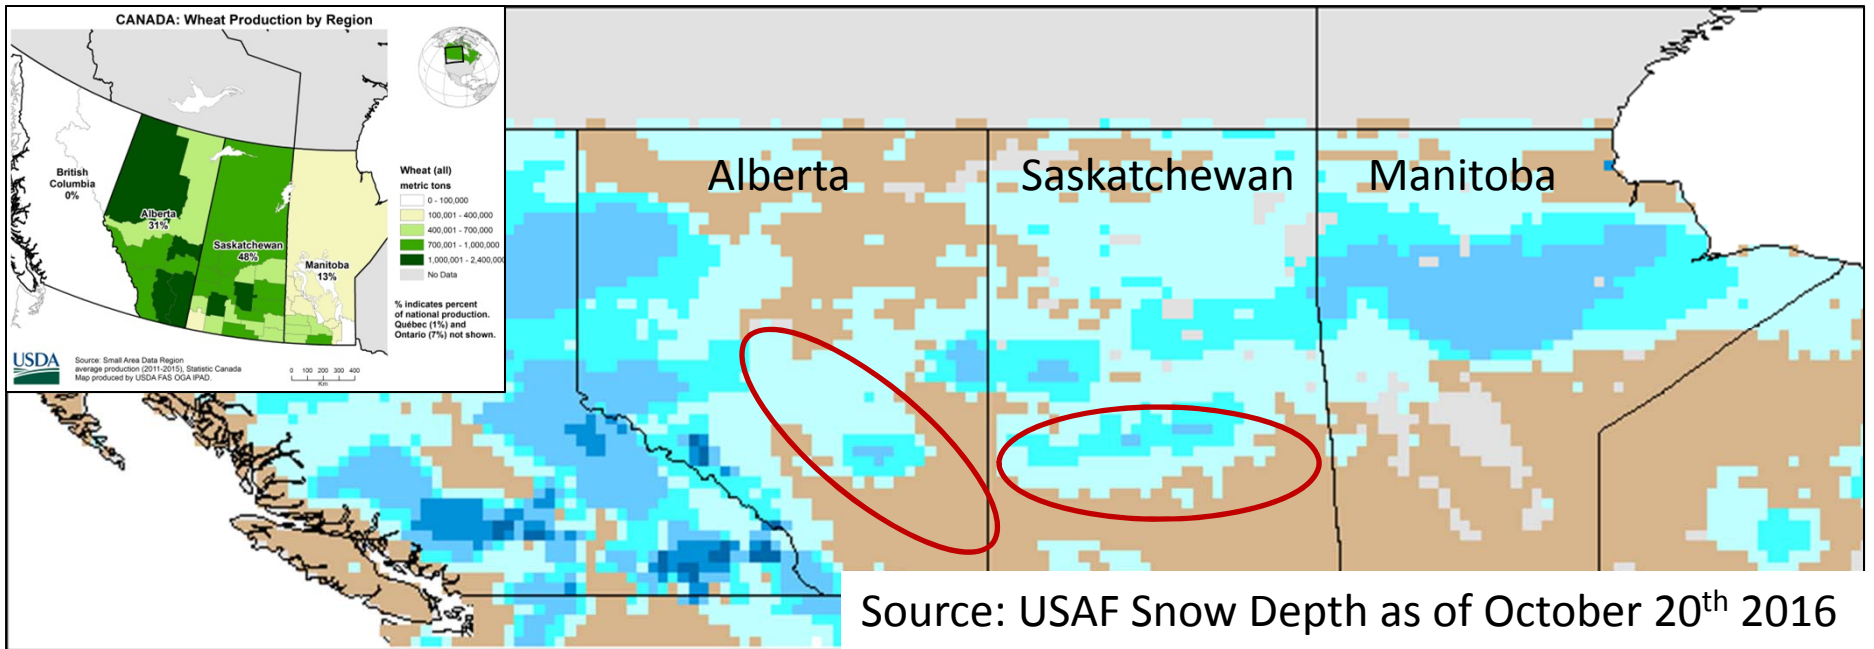 CANADA: Wheat Production by Region
British
Columbia
0%
Alberta
31%
Saskatchewan
48%
Manitoba
13%
Wheat (all)
metric tons
0 - 100,000
100,001 - 400,000
400,001 - 700,000
700,001 - 1,000,000
1,000,001 - 2,400,000
No Data
% indicates percent
of national production.
Québec (1%) and
Ontario (7%) not shown.
USDA
Source: Small Area Data Region
average production (2011-2015), Statistic Canada
Map produced by USDA FAS OGA IPAD.
0 100 200 300 400
Km
Alberta
Saskatchewan
Manitoba
Source: USAF Snow Depth as of October 20th 2016